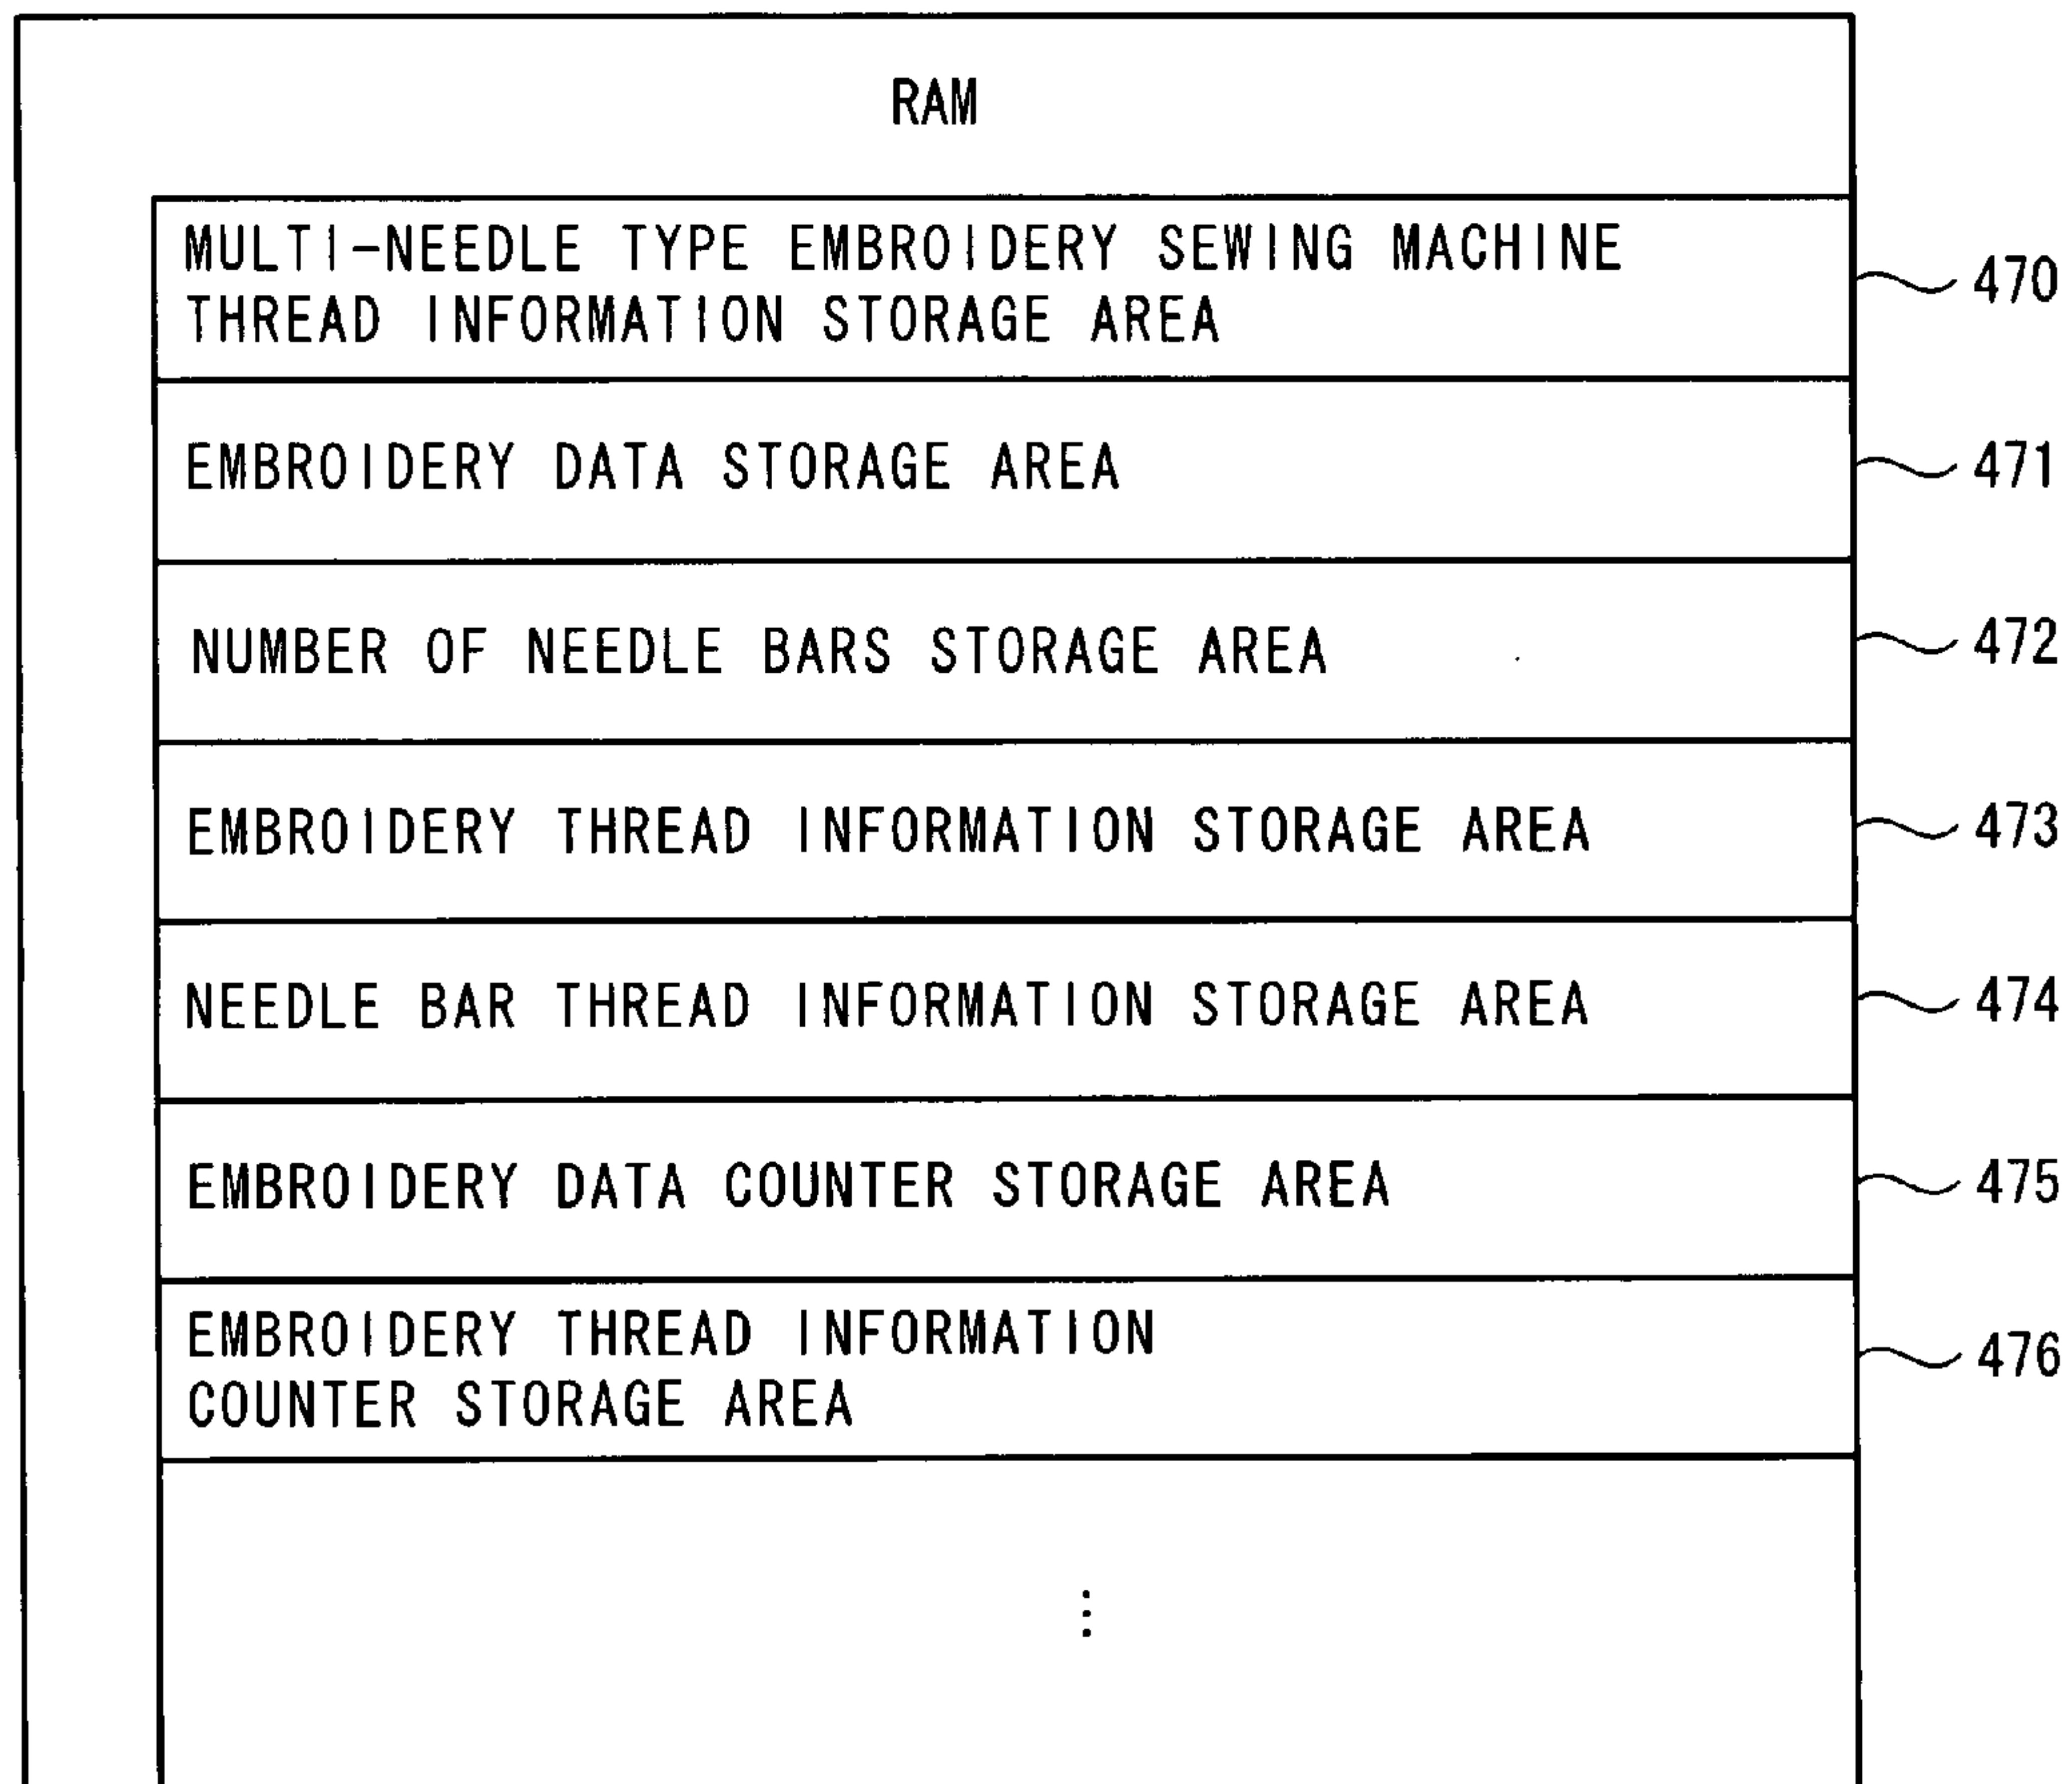 RAM
MULTI-NEEDLE TYPE EMBROIDERY SEWING MACHINE
THREAD INFORMATION STORAGE AREA
470
EMBROIDERY DATA STORAGE AREA
471
NUMBER OF NEEDLE BARS STORAGE AREA
472
EMBROIDERY THREAD INFORMATION STORAGE AREA
473
NEEDLE BAR THREAD INFORMATION STORAGE AREA
474
EMBROIDERY DATA COUNTER STORAGE AREA
475
EMBROIDERY THREAD INFORMATION
COUNTER STORAGE AREA
476
⋮